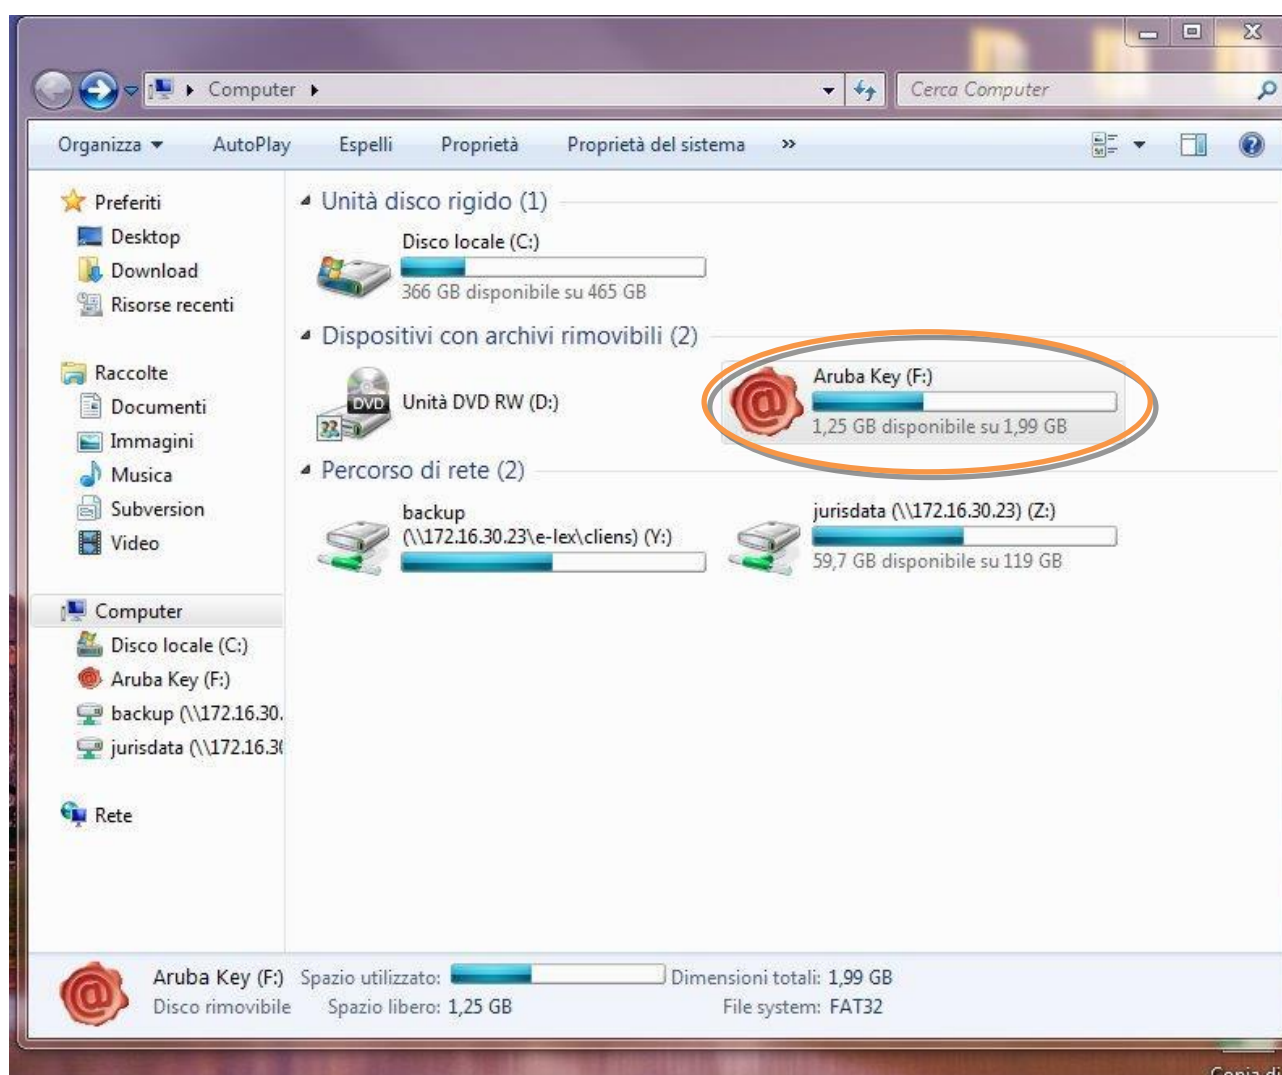 Computer
Cerca Computer
Organizza AutoPlay Espelli Proprietà Proprietà del sistema »
Preferiti
Desktop
Download
Risorse recenti
Raccolte
Documenti
Immagini
Musica
Subversion
Video
Computer
Disco locale (C:)
Aruba Key (F:)
backup (\\172.16.30.
jurisdata (\\172.16.30
Rete
Unità disco rigido (1)
Disco locale (C:)
366 GB disponibile su 465 GB
Dispositivi con archivi rimovibili (2)
DVD
Unità DVD RW (D:)
Aruba Key (F:)
1,25 GB disponibile su 1,99 GB
Percorso di rete (2)
backup
(\\172.16.30.23\e-lex\cliens) (Y:)
jurisdata (\\172.16.30.23) (Z:)
59,7 GB disponibile su 119 GB
Aruba Key (F:) Spazio utilizzato: Dimensioni totali: 1,99 GB
Disco rimovibile Spazio libero: 1,25 GB File system: FAT32